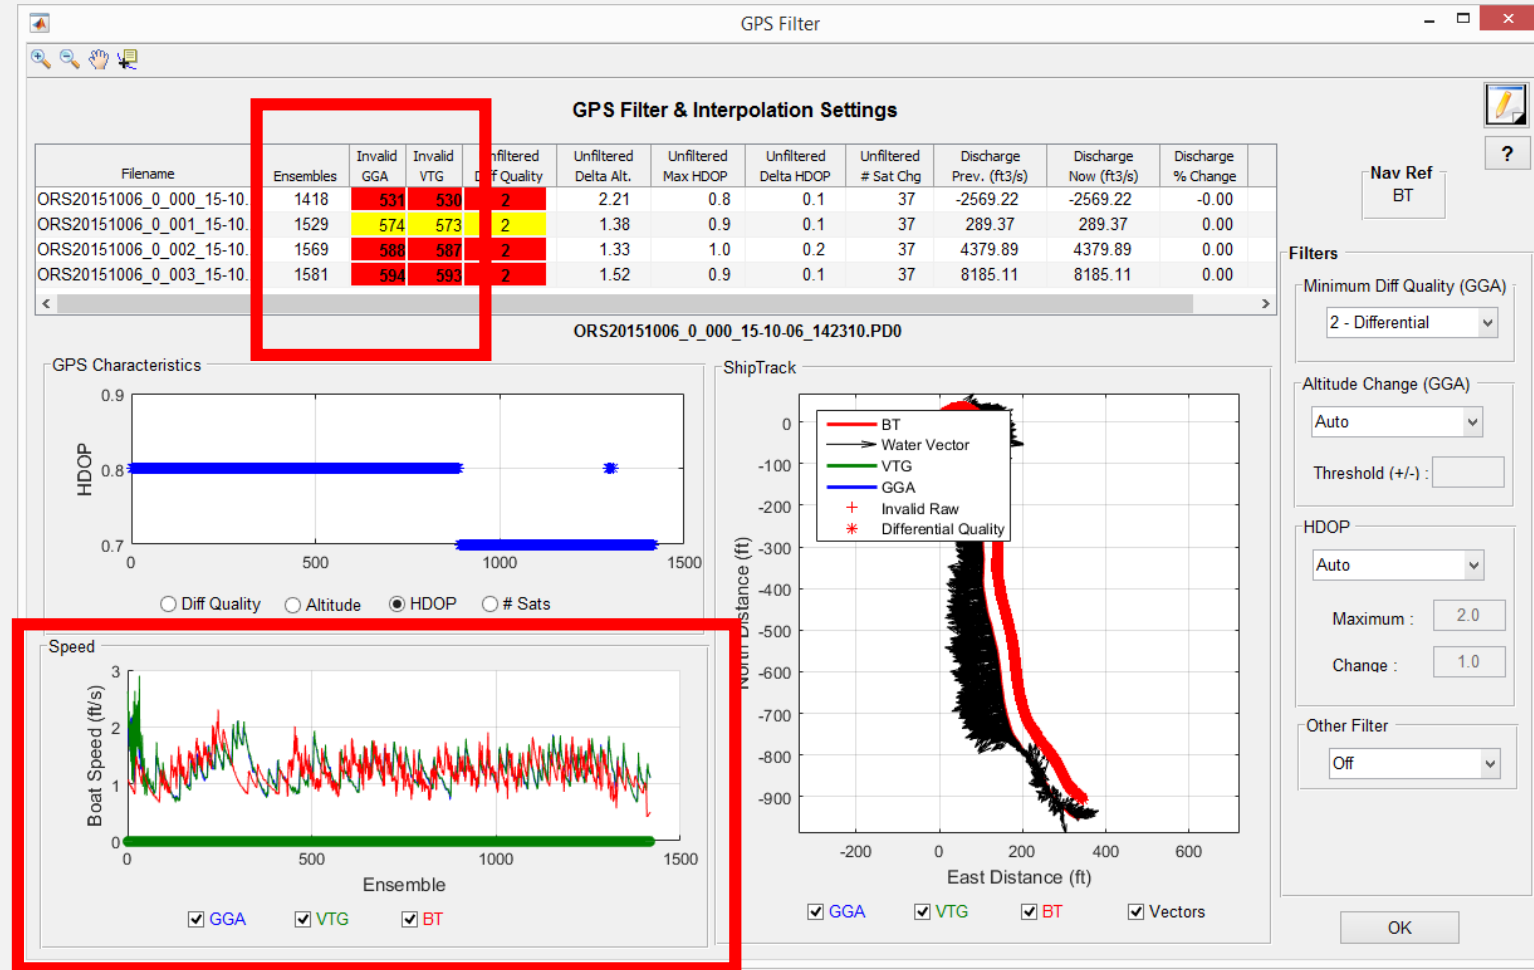 GPS Filter
GPS Filter & Interpolation Settings
Filename Ensembles Invalid GGA Invalid VTG Unfiltered Diff Quality Unfiltered Delta Alt. Unfiltered Max HDOP Unfiltered Delta HDOP Unfiltered # Sat Chg Discharge Prev. (ft3/s) Discharge Now (ft3/s) Discharge % Change
ORS20151006_0_000_15-10. 1418 531 530 2 2.21 0.8 0.1 37 -2569.22 -2569.22 -0.00
ORS20151006_0_001_15-10. 1529 574 573 2 1.38 0.9 0.1 37 289.37 289.37 0.00
ORS20151006_0_002_15-10. 1569 588 587 2 1.33 1.0 0.2 37 4379.89 4379.89 0.00
ORS20151006_0_003_15-10. 1581 594 593 2 1.52 0.9 0.1 37 8185.11 8185.11 0.00
ORS20151006_0_000_15-10-06_142310.PD0
?
Nav Ref
BT
Filters
Minimum Diff Quality (GGA)
2 - Differential
Altitude Change (GGA)
Auto
Threshold (+/-) :
HDOP
Auto
Maximum : 2.0
Change : 1.0
Other Filter
Off
OK
GPS Characteristics
HDOP
0.9
0.8
0.7
0 500 1000 1500
Diff Quality Altitude HDOP # Sats
Speed
Boat Speed (ft/s)
3
2
1
0
0 500 1000 1500
Ensemble
GGA VTG BT
ShipTrack
North Distance (ft)
0
-100
-200
-300
-400
-500
-600
-700
-800
-900
BT
Water Vector
VTG
GGA
Invalid Raw
Differential Quality
-200 0 200 400 600
East Distance (ft)
GGA VTG BT Vectors